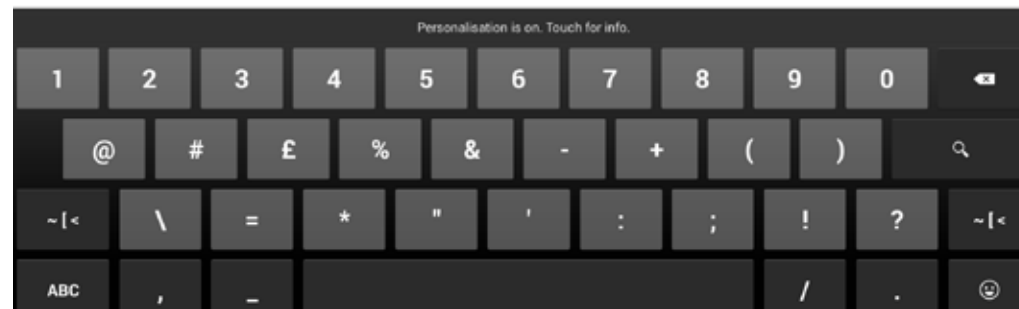 Personalisation is on. Touch for info.
1 2 3 4 5 6 7 8 9 0
@ # £ % & - + ( )
~[< \ = * " ' : ; ! ? ~[<
ABC , _ / .